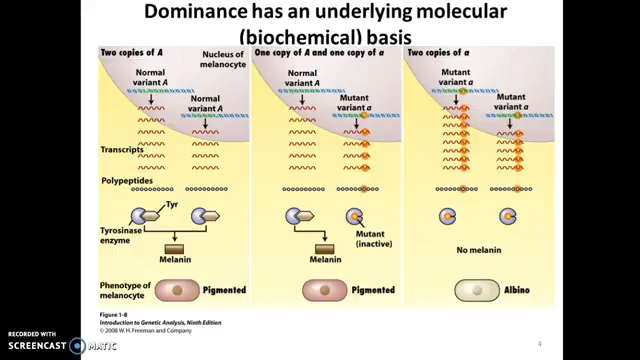 Dominance has an underlying molecular
(biochemical) basis
Two copies of A
Nucleus of
melanocyte
Normal
variant A
Normal
variant A
Transcripts
Polypeptides
Tyr
Tyrosinase
enzyme
Melanin
Phenotype of
melanocyte
Pigmented
One copy of A and one copy of a
Normal
variant A
Mutant
variant a
Mutant
(inactive)
Melanin
Pigmented
Two copies of a
Mutant
variant a
Mutant
variant a
No melanin
Albino
Figure 1-8
Introduction to Genetic Analysis, Ninth Edition
© 2008 W. H. Freeman and Company
4
RECORDED WITH
SCREENCAST MATIC